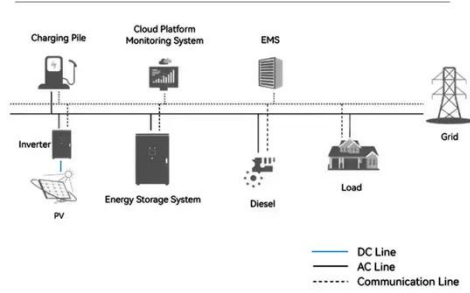 Charging Pile
Cloud Platform
Monitoring System
EMS
Grid
Inverter
PV
Energy Storage System
Diesel
Load
DC Line
AC Line
Communication Line